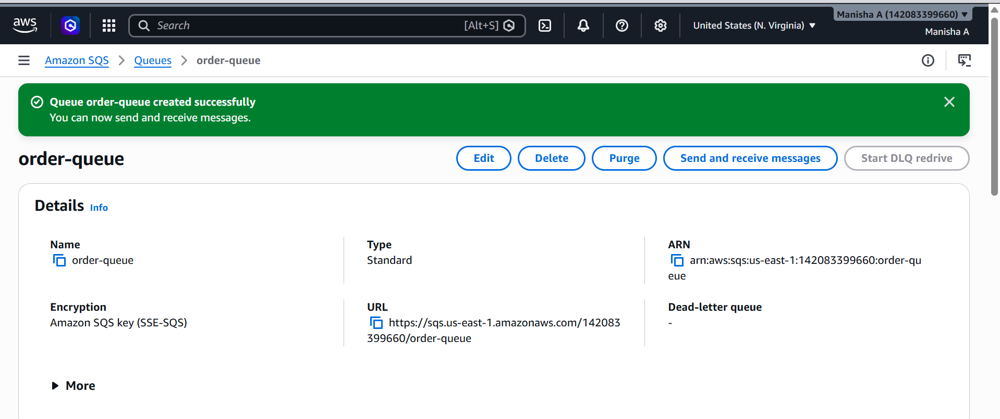 aws
Search [Alt+S]
United States (N. Virginia)
Manisha A (142083399660)
Manisha A
Amazon SQS > Queues > order-queue
Queue order-queue created successfully
You can now send and receive messages.
order-queue
Edit Delete Purge Send and receive messages Start DLQ redrive
Details Info
Name
order-queue
Type
Standard
ARN
arn:aws:sqs:us-east-1:142083399660:order-qu
eue
Encryption
Amazon SQS key (SSE-SQS)
URL
https://sqs.us-east-1.amazonaws.com/142083
399660/order-queue
Dead-letter queue
-
More